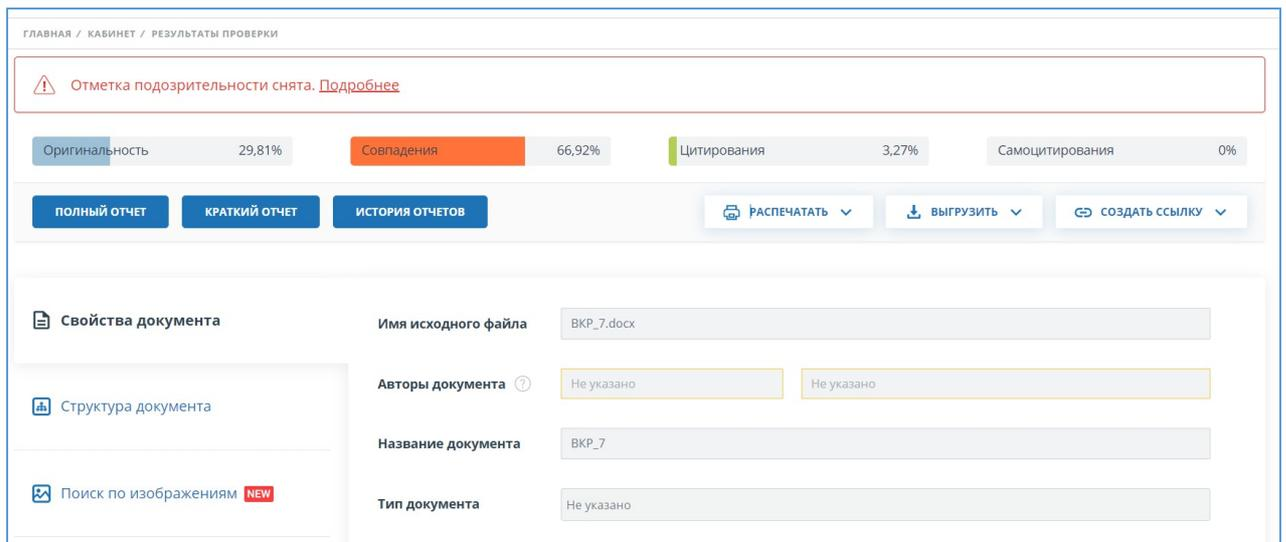 ГЛАВНАЯ / КАБИНЕТ / РЕЗУЛЬТАТЫ ПРОВЕРКИ
Отметка подозрительности снята. Подробнее
Оригинальность 29,81% Совпадения 66,92% Цитирования 3,27% Самоцитирования 0%
ПОЛНЫЙ ОТЧЕТ КРАТКИЙ ОТЧЕТ ИСТОРИЯ ОТЧЕТОВ РАСПЕЧАТАТЬ ВЫГРУЗИТЬ СОЗДАТЬ ССЫЛКУ
Свойства документа
Структура документа
Поиск по изображениям NEW
Имя исходного файла ВКР_7.docx
Авторы документа ? Не указано Не указано
Название документа ВКР_7
Тип документа Не указано